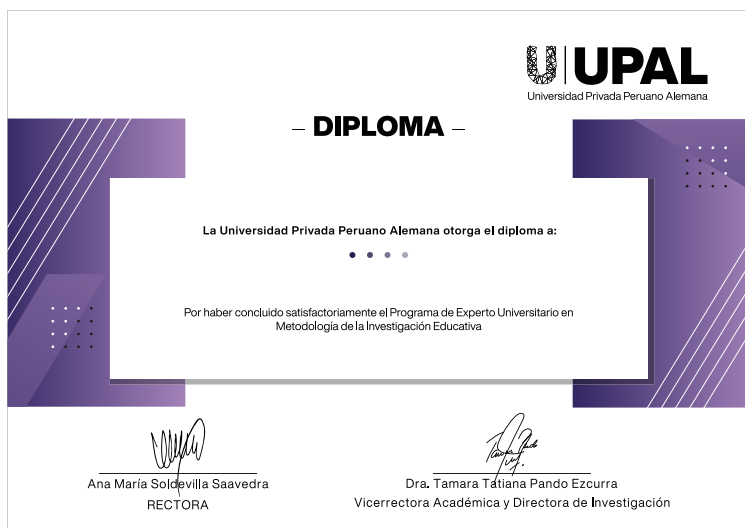 UPAL
Universidad Privada Peruano Alemana
– DIPLOMA –
La Universidad Privada Peruano Alemana otorga el diploma a:
Por haber concluido satisfactoriamente el Programa de Experto Universitario en
Metodología de la Investigación Educativa
Ana María Soldevilla Saavedra
RECTORA
Dra. Tamara Tatiana Pando Ezcurra
Vicerrectora Académica y Directora de Investigación